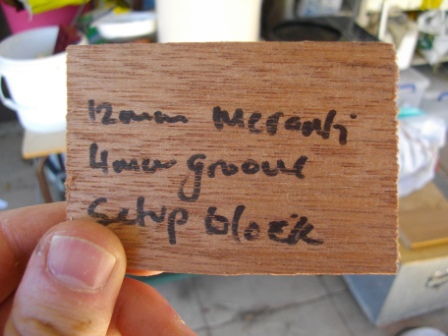 12mm Meranti
4mm groove
Setup block